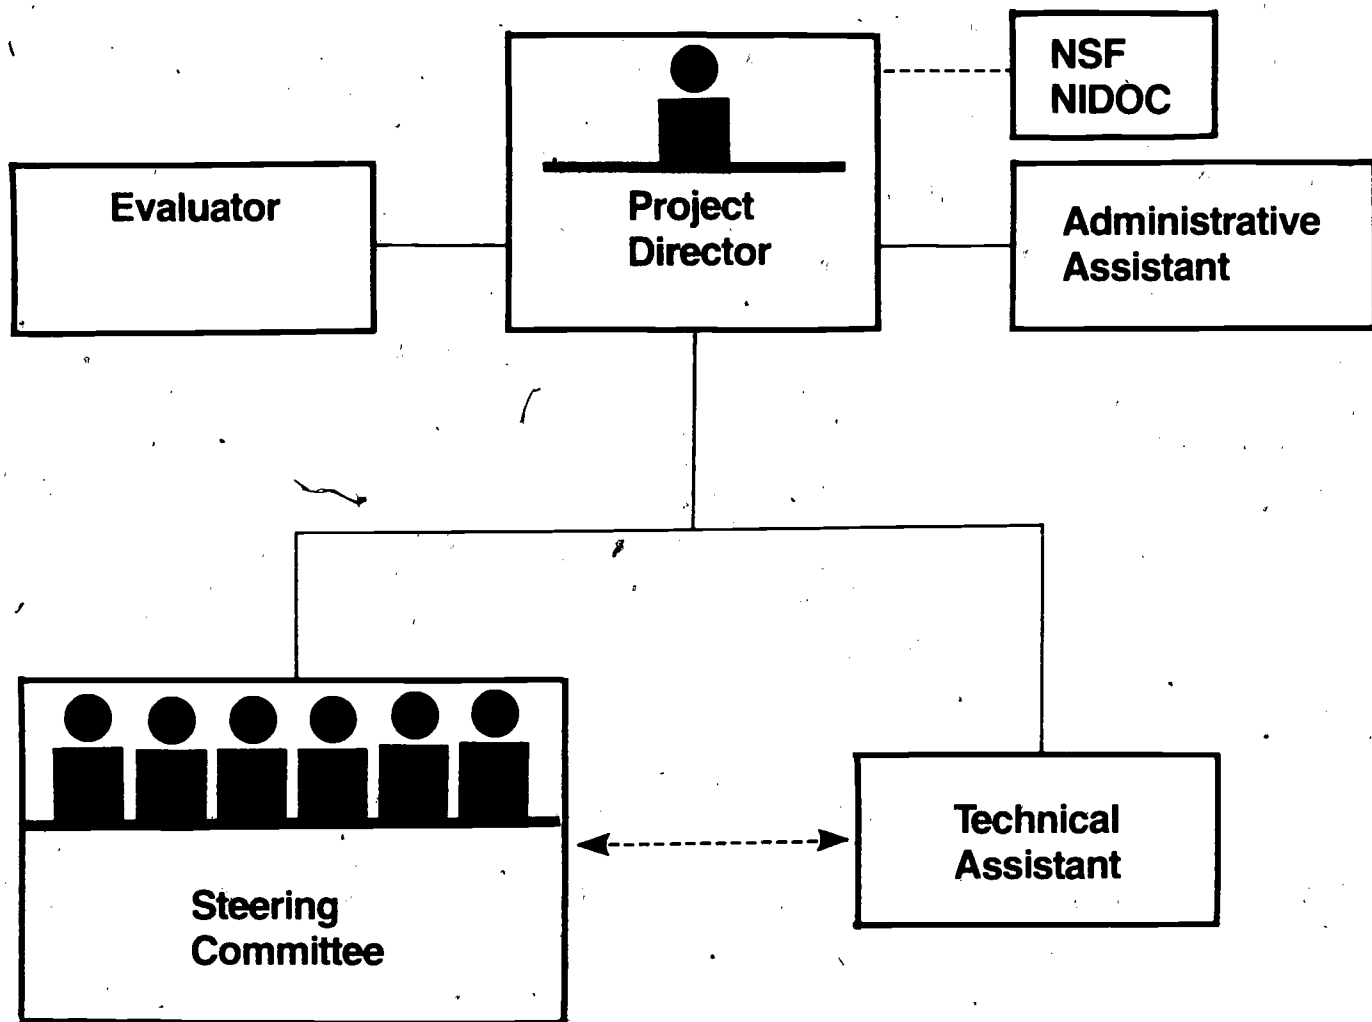 NSF
NIDOC
Evaluator
Project
Director
Administrative
Assistant
Technical
Assistant
Steering
Committee